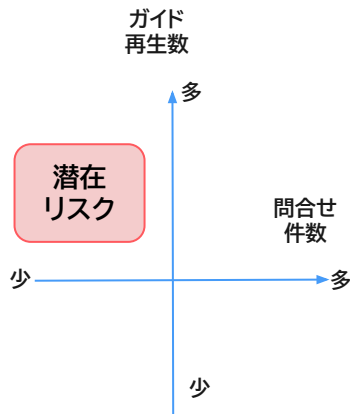 ガイド
再生数
多
潜在
リスク
問合せ
件数
少
多
少